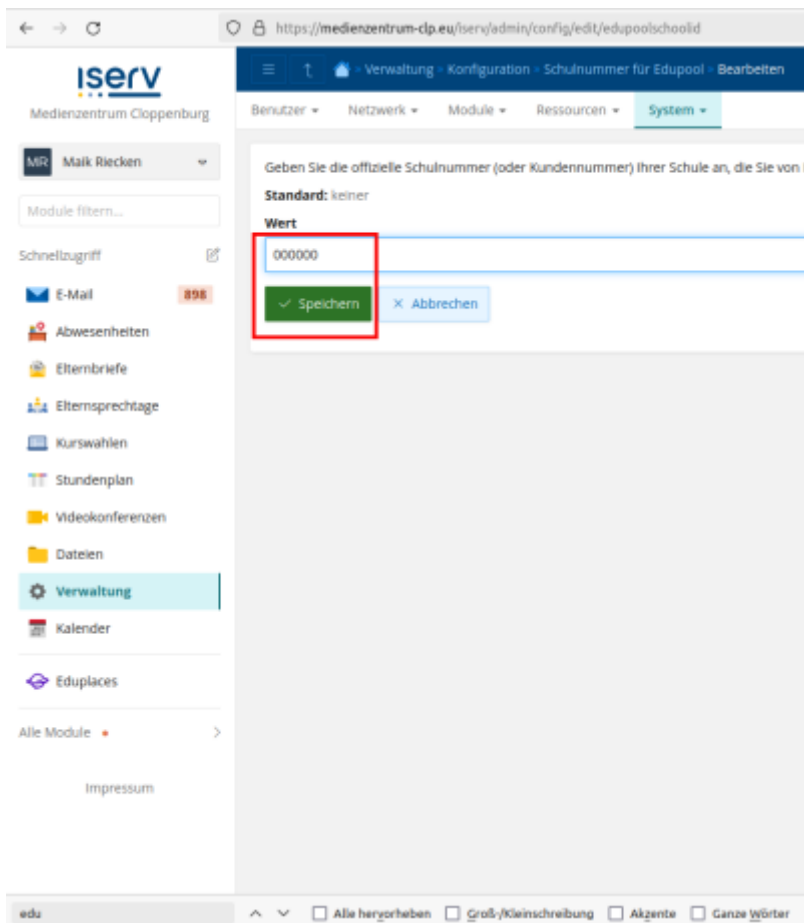 https://medienzentrum-clp.eu/iserv/admin/config/edit/edupoolschoolid
Iserv
Medienzentrum Cloppenburg
MR Maik Riecken
Module filtern...
Schnellzugriff
E-Mail 898
Abwesenheiten
Elternbriefe
Elternsprechtage
Kurswahlen
Stundenplan
Videokonferenzen
Dateien
Verwaltung
Kalender
Eduplaces
Alle Module
Impressum
Verwaltung Konfiguration Schulnummer für Edupool Bearbeiten
Benutzer Netzwerk Module Ressourcen System
Geben Sie die offizielle Schulnummer (oder Kundennummer) Ihrer Schule an, die Sie von
Standard: keiner
Wert
000000
Speichern Abbrechen
edu Alle hervorheben Groß-/Kleinschreibung Akzente Ganze Wörter